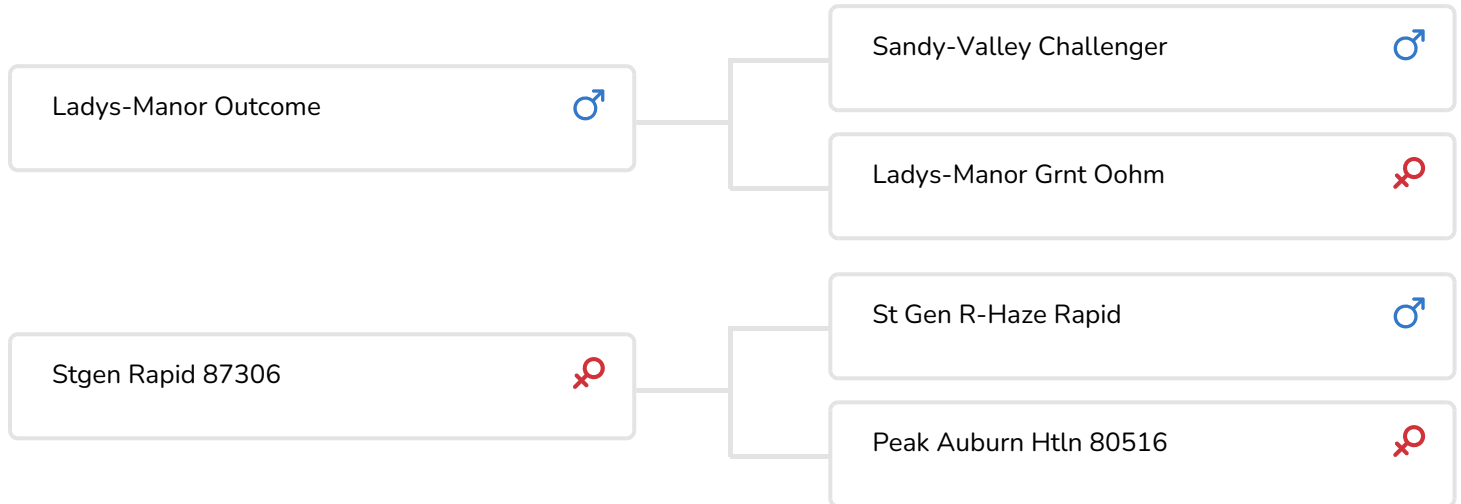 Sandy-Valley Challenger
Ladys-Manor Outcome
Ladys-Manor Grnt Oohm
St Gen R-Haze Rapid
Stgen Rapid 87306
Peak Auburn Htln 80516